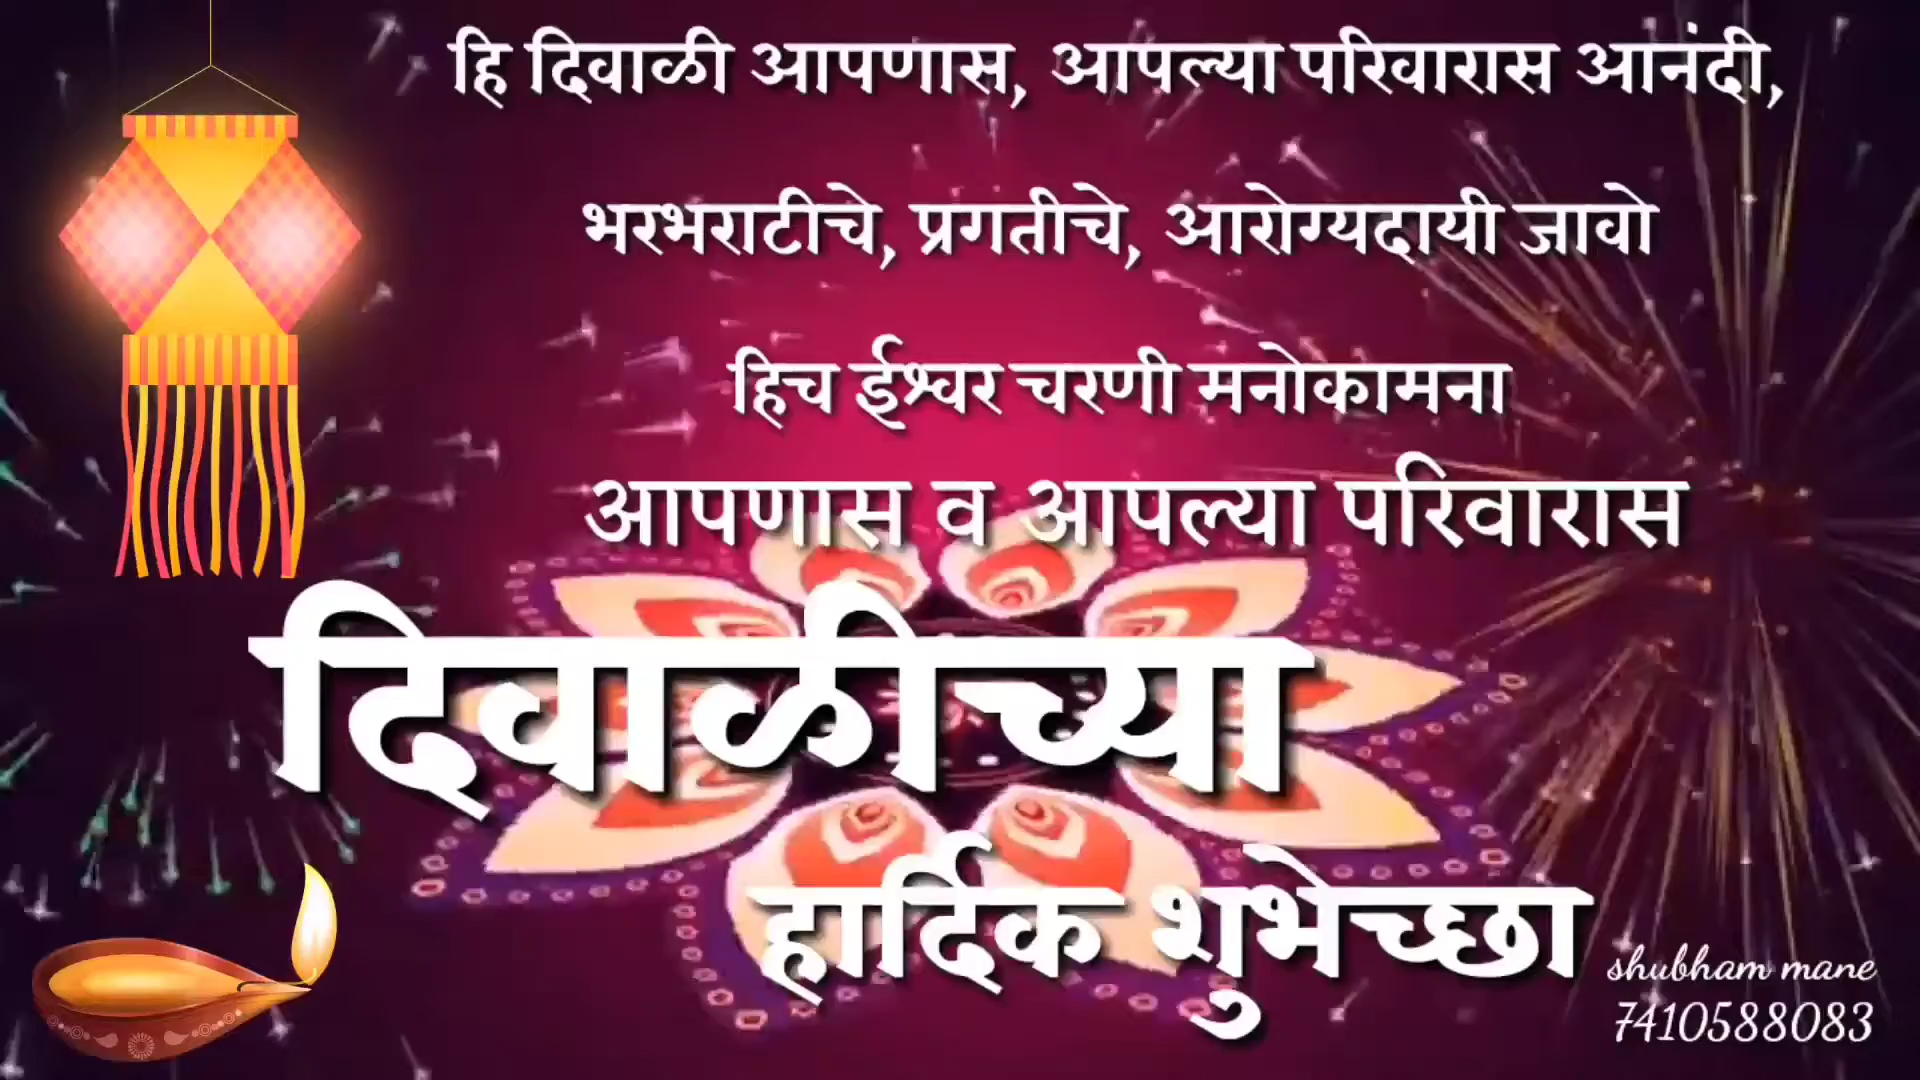 हि दिवाळी आपणास, आपल्या परिवारास आनंदी,
भरभराटीचे, प्रगतीचे, आरोग्यदायी जावो
हिच ईश्वर चरणी मनोकामना
आपणास व आपल्या परिवारास
दिवाळीच्या
हार्दिक शुभेच्छा
shubham mane
7410588083